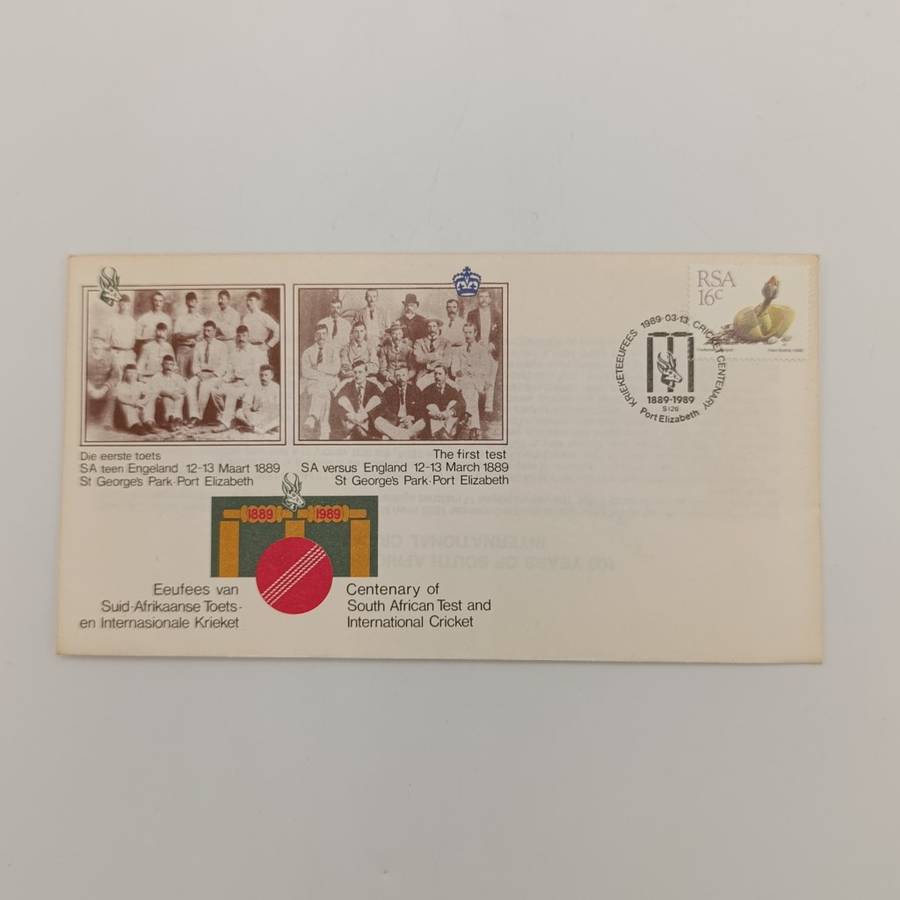 RSA
16c
KRIEKETEEUFEES 1989-03-13 CRICKET CENTENARY
1889-1989
Port Elizabeth
Die eerste toets
SA teen Engeland 12-13 Maart 1889
St George's Park·Port Elizabeth
The first test
SA versus England 12-13 March 1889
St George's Park·Port Elizabeth
1889 1989
Eeufees van
Suid-Afrikaanse Toets-
en Internasionale Krieket
Centenary of
South African Test and
International Cricket